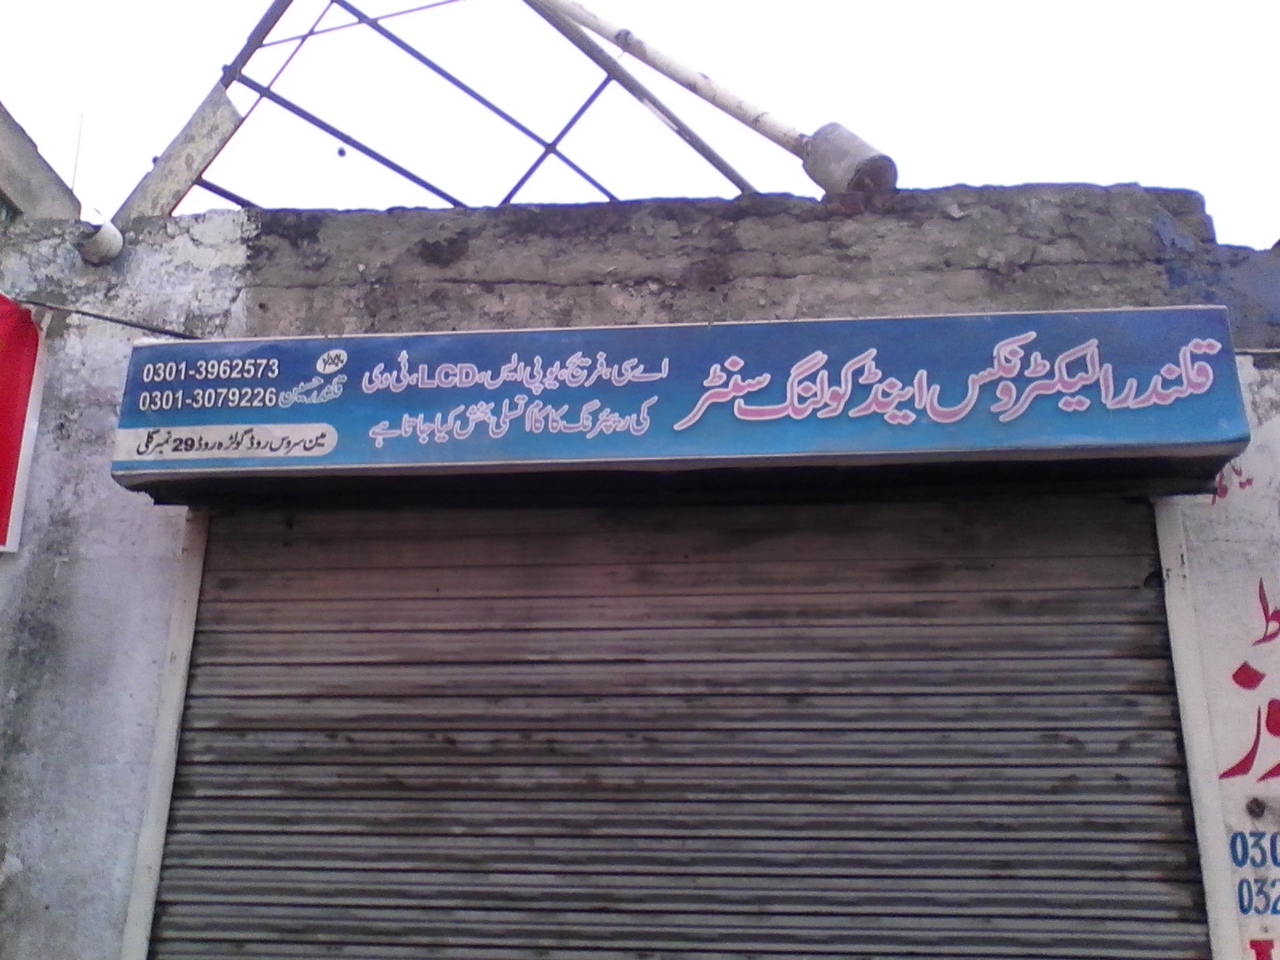 قلندر الیکٹرونکس اینڈ کولنگ سنٹر
اے سی، فریج، یو پی ایس، LCD، ٹی وی
کی ریپئرنگ کا کام تسلی بخش کیا جاتا ہے
0301-3962573
0301-3079226
قلندر حسین
مین سروس روڈ گولڑہ روڈ 29 نمبر گلی